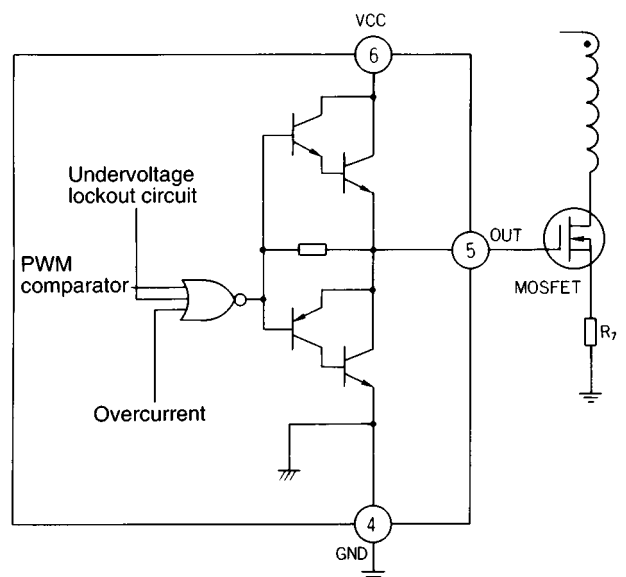 VCC
6
Undervoltage
lockout circuit
PWM
comparator
Overcurrent
5
OUT
MOSFET
R7
4
GND